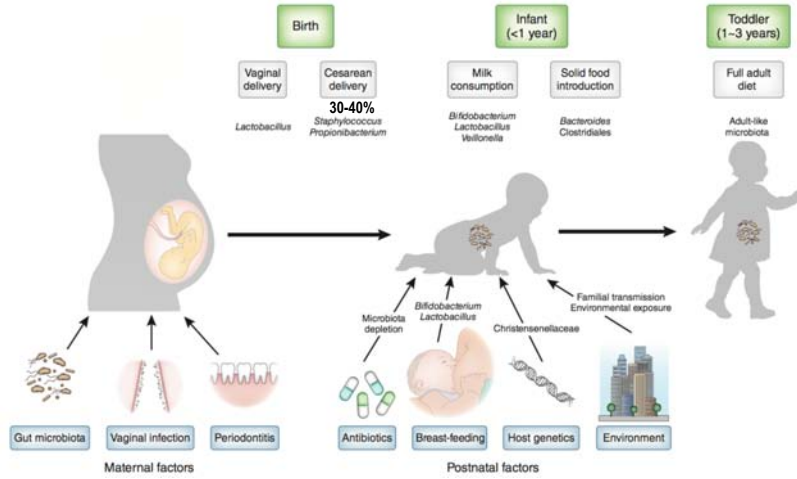 Birth
Infant
(<1 year)
Toddler
(1~3 years)
Vaginal
delivery
Cesarean
delivery
Milk
consumption
Solid food
introduction
Full adult
diet
30-40%
Lactobacillus
Staphylococcus
Propionibacterium
Bifidobacterium
Lactobacillus
Veillonella
Bacteroides
Clostridiales
Adult-like
microbiota
Microbiota
depletion
Bifidobacterium
Lactobacillus
Christensenellaceae
Familial transmission
Environmental exposure
Gut microbiota
Vaginal infection
Periodontitis
Antibiotics
Breast-feeding
Host genetics
Environment
Maternal factors
Postnatal factors